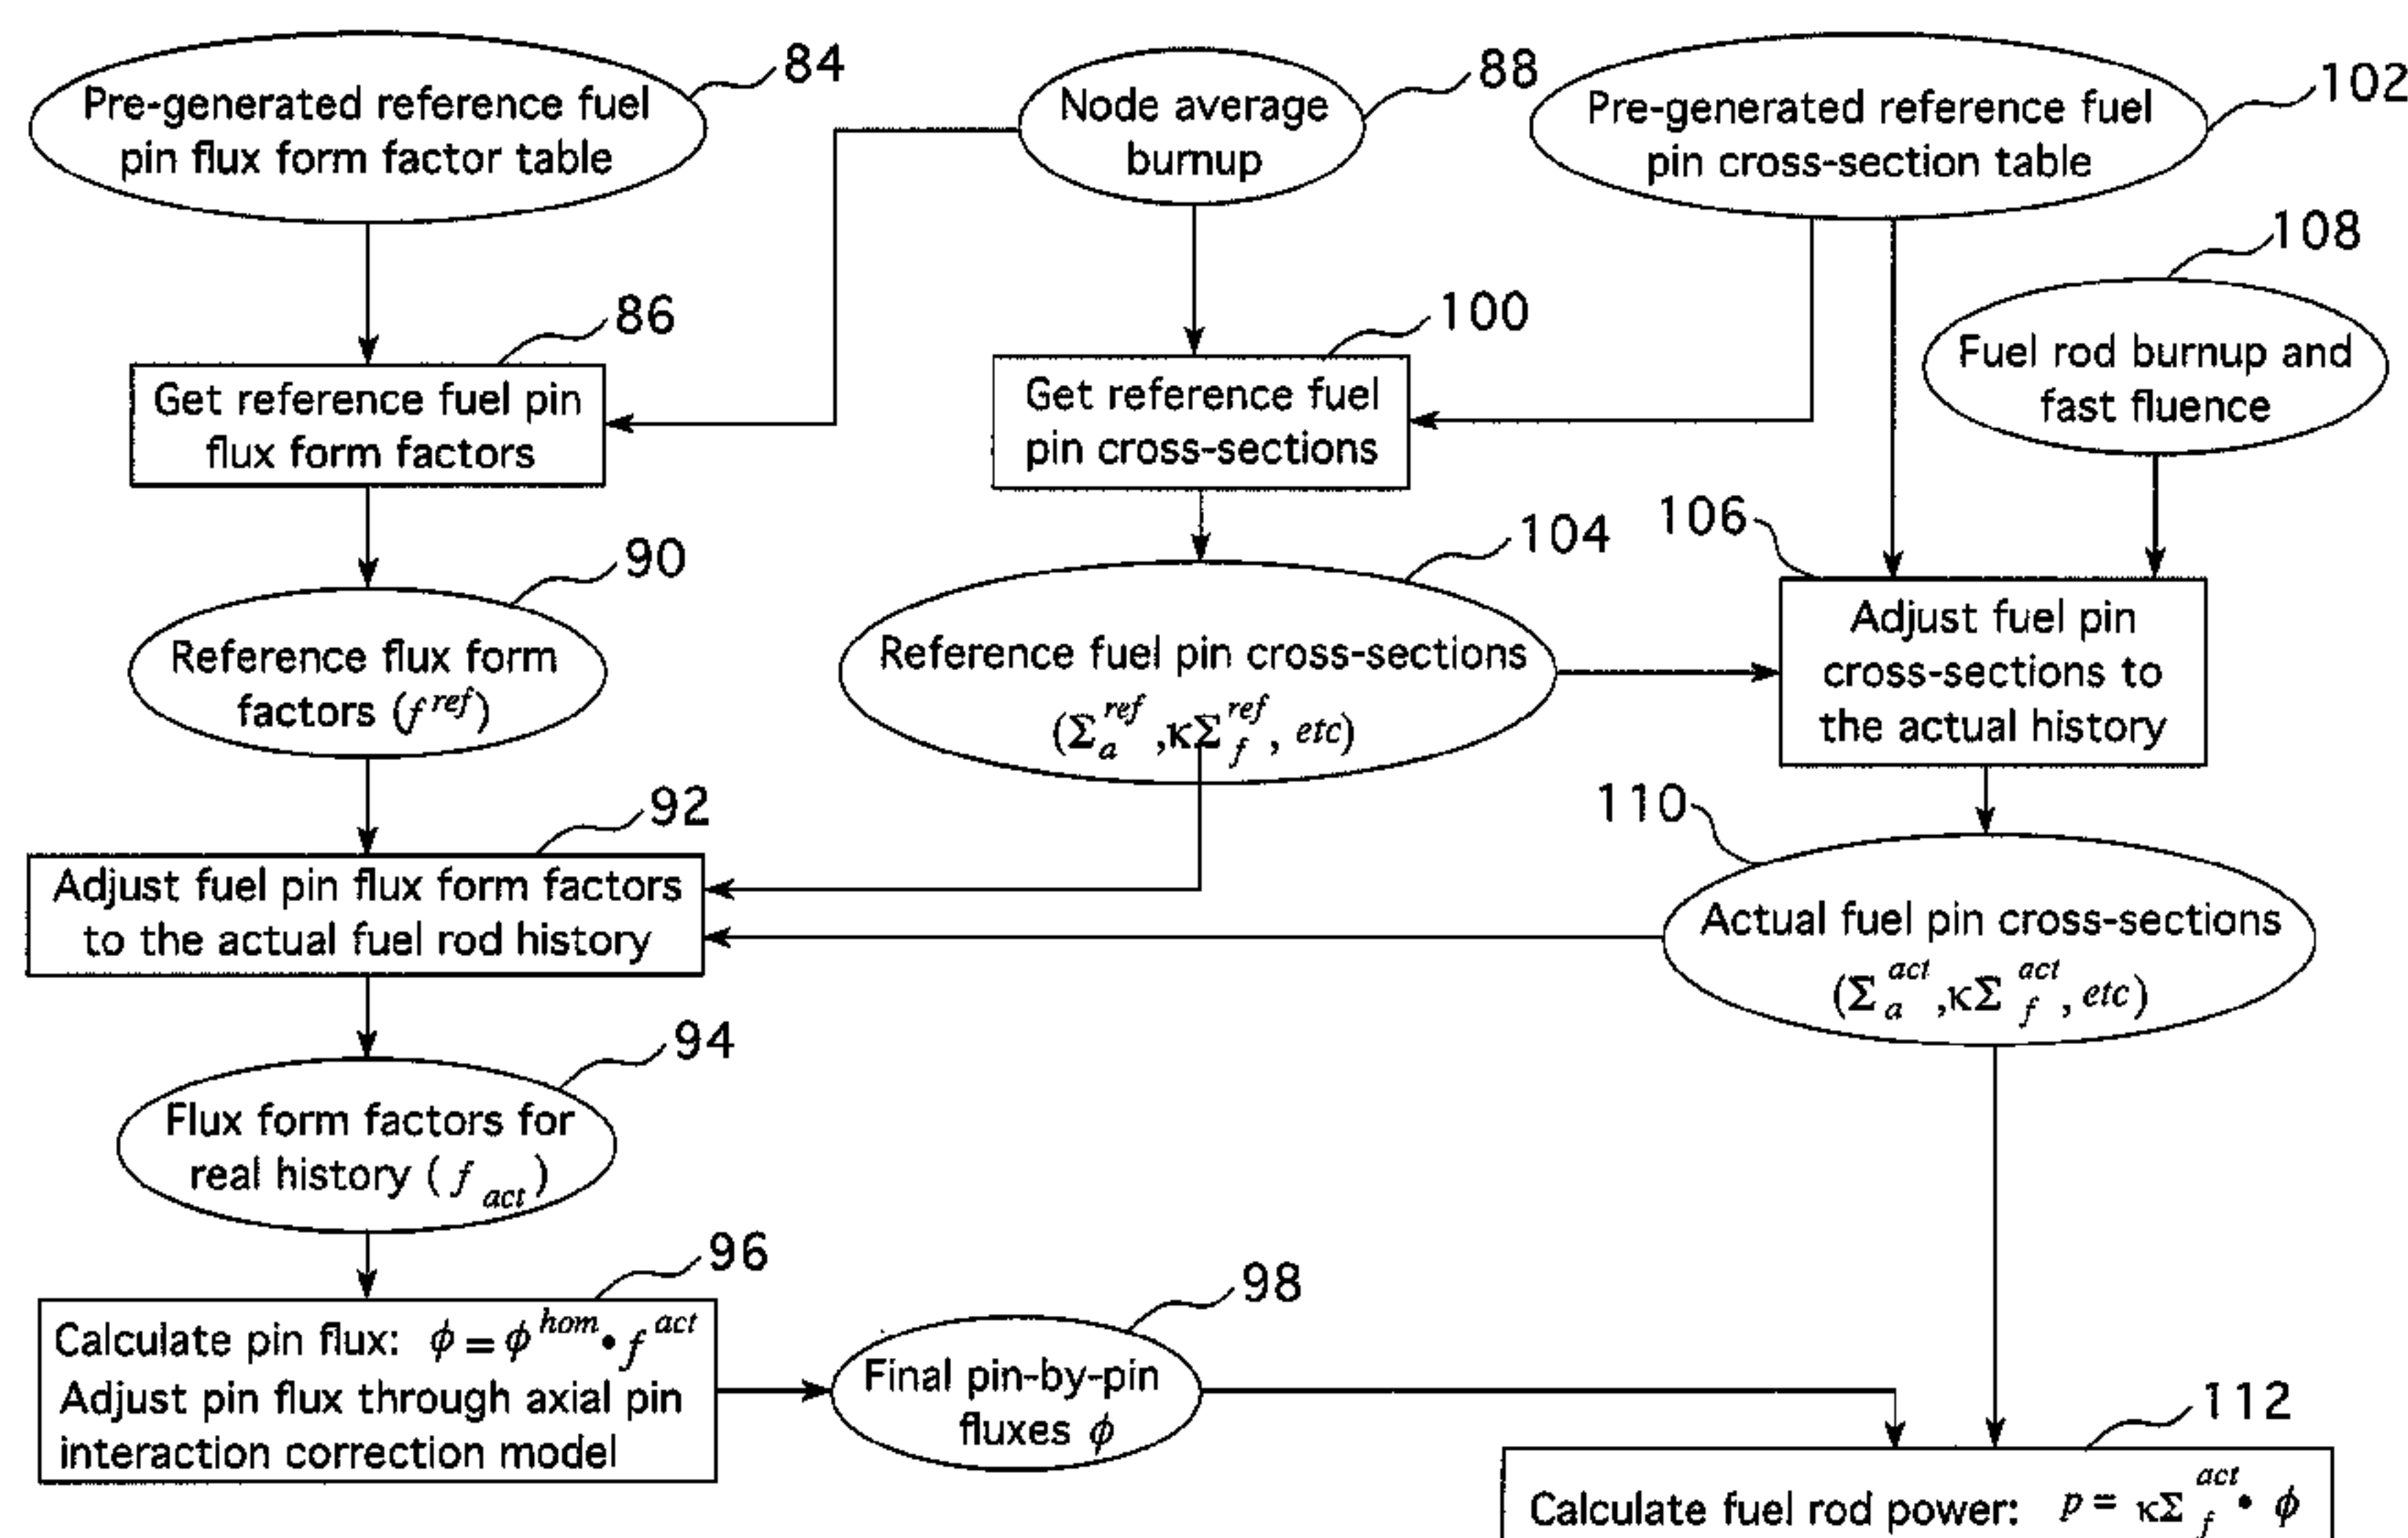 84
Pre-generated reference fuel
pin flux form factor table
88
Node average
burnup
102
Pre-generated reference fuel
pin cross-section table
108
Fuel rod burnup and
fast fluence
86
Get reference fuel pin
flux form factors
100
Get reference fuel
pin cross-sections
90
Reference flux form
factors (f^ref)
104
Reference fuel pin cross-sections
(Σ_a^ref ,κΣ_f^ref , etc)
106
Adjust fuel pin
cross-sections to
the actual history
92
Adjust fuel pin flux form factors
to the actual fuel rod history
110
Actual fuel pin cross-sections
(Σ_a^act ,κΣ_f^act , etc)
94
Flux form factors for
real history ( f_act )
96
Calculate pin flux: ϕ = ϕ^hom • f^act
Adjust pin flux through axial pin
interaction correction model
98
Final pin-by-pin
fluxes ϕ
112
Calculate fuel rod power: p = κΣ_f^act • ϕ